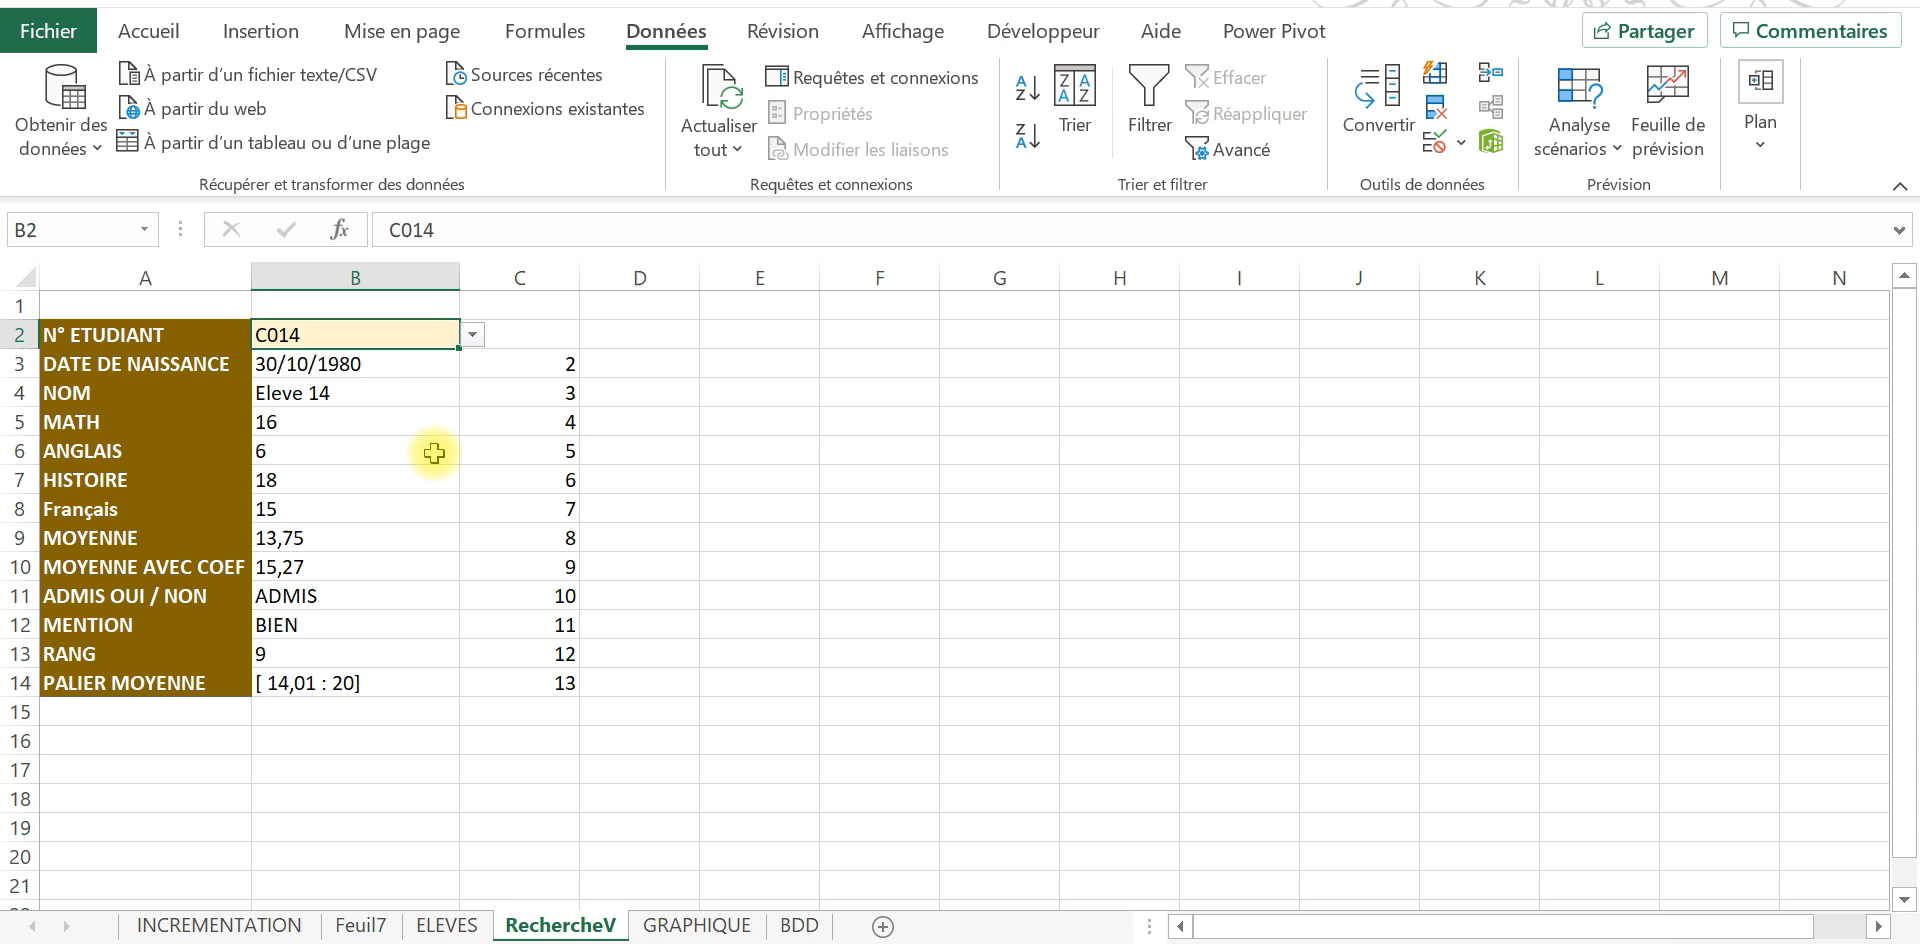 Fichier Accueil Insertion Mise en page Formules Données Révision Affichage Développeur Aide Power Pivot Partager Commentaires
Obtenir des données
À partir d'un fichier texte/CSV
À partir du web
À partir d'un tableau ou d'une plage
Sources récentes
Connexions existantes
Récupérer et transformer des données
Actualiser tout
Requêtes et connexions
Propriétés
Modifier les liaisons
Requêtes et connexions
Trier
Filtrer
Effacer
Réappliquer
Avancé
Trier et filtrer
Convertir
Outils de données
Analyse scénarios
Feuille de prévision
Prévision
Plan
B2 fx C014
A B C D E F G H I J K L M N
1
2 N° ETUDIANT C014
3 DATE DE NAISSANCE 30/10/1980 2
4 NOM Eleve 14 3
5 MATH 16 4
6 ANGLAIS 6 5
7 HISTOIRE 18 6
8 Français 15 7
9 MOYENNE 13,75 8
10 MOYENNE AVEC COEF 15,27 9
11 ADMIS OUI / NON ADMIS 10
12 MENTION BIEN 11
13 RANG 9 12
14 PALIER MOYENNE [ 14,01 : 20] 13
15
16
17
18
19
20
21
INCREMENTATION Feuil7 ELEVES RechercheV GRAPHIQUE BDD